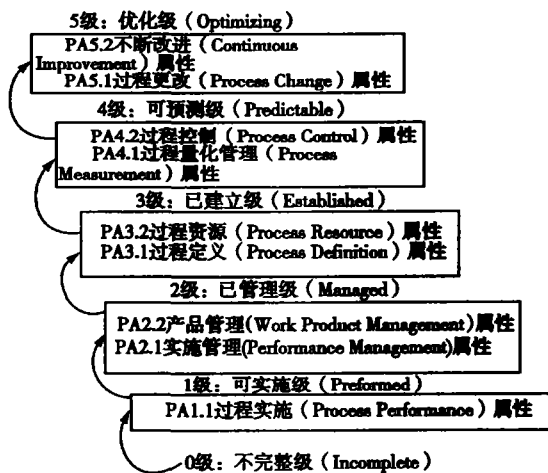 5级：优化级（Optimizing）
PA5.2不断改进（Continuous
Improvement）属性
PA5.1过程更改（Process Change）属性
4级：可预测级（Predictable）
PA4.2过程控制（Process Control）属性
PA4.1过程量化管理（Process
Measurement）属性
3级：已建立级（Established）
PA3.2过程资源（Process Resource）属性
PA3.1过程定义（Process Definition）属性
2级：已管理级（Managed）
PA2.2产品管理(Work Product Management)属性
PA2.1实施管理(Performance Management)属性
1级：可实施级（Preformed）
PA1.1过程实施（Process Performance）属性
0级：不完整级（Incomplete）